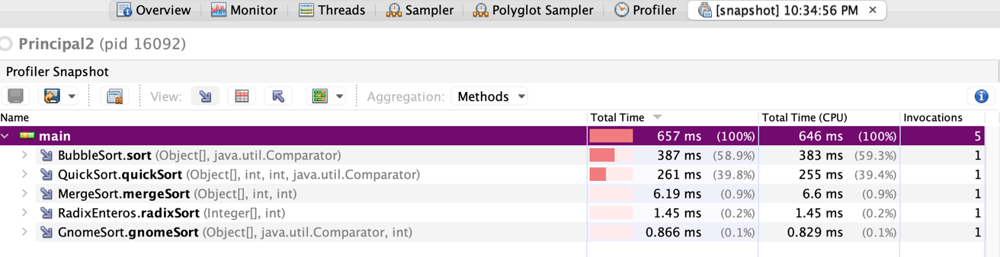 Overview Monitor Threads Sampler Polyglot Sampler Profiler [snapshot] 10:34:56 PM ×
Principal2 (pid 16092)
Profiler Snapshot
View: Aggregation: Methods
Name Total Time Total Time (CPU) Invocations
main 657 ms (100%) 646 ms (100%) 5
BubbleSort.sort (Object[], java.util.Comparator) 387 ms (58.9%) 383 ms (59.3%) 1
QuickSort.quickSort (Object[], int, int, java.util.Comparator) 261 ms (39.8%) 255 ms (39.4%) 1
MergeSort.mergeSort (Object[], int, int) 6.19 ms (0.9%) 6.6 ms (0.9%) 1
RadixEnteros.radixSort (Integer[], int) 1.45 ms (0.2%) 1.45 ms (0.2%) 1
GnomeSort.gnomeSort (Object[], java.util.Comparator, int) 0.866 ms (0.1%) 0.829 ms (0.1%) 1